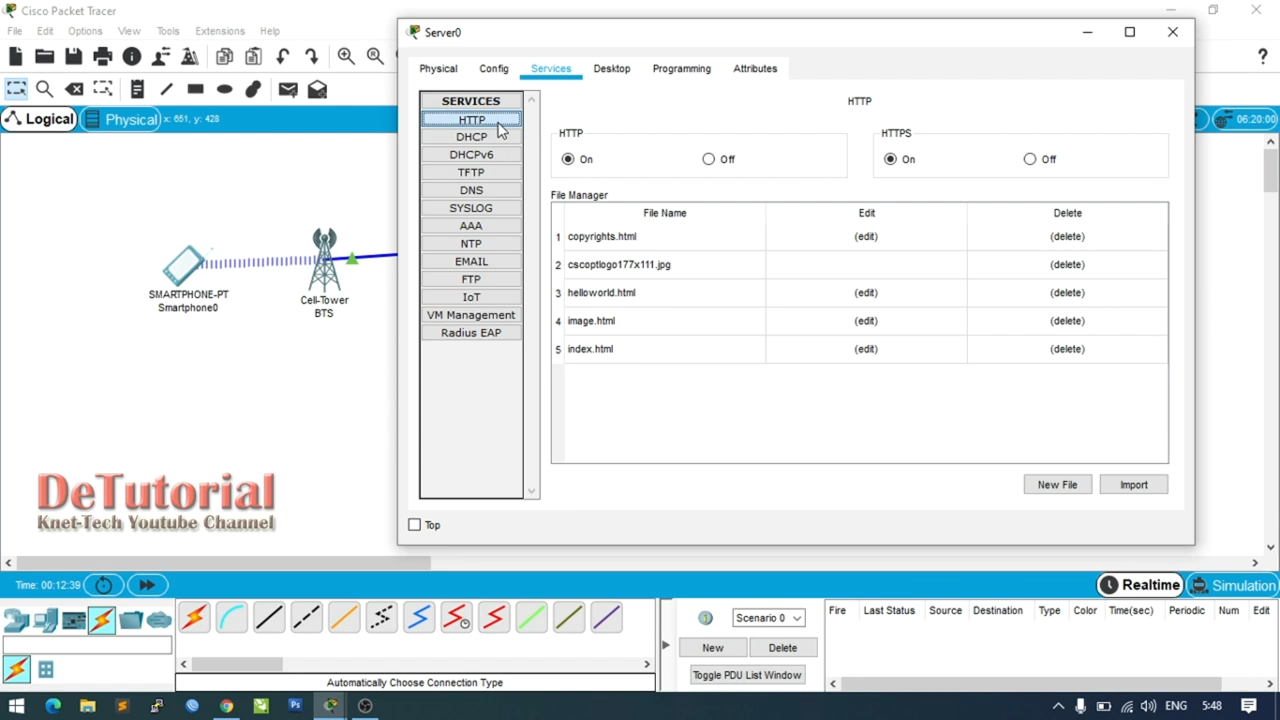 Cisco Packet Tracer
File Edit Options View Tools Extensions Help
Logical
Physical
x: 651, y: 428
06:20:00
SMARTPHONE-PT
Smartphone0
Cell-Tower
BTS
DeTutorial
Knet-Tech Youtube Channel
Server0
Physical Config Services Desktop Programming Attributes
SERVICES
HTTP
DHCP
DHCPv6
TFTP
DNS
SYSLOG
AAA
NTP
EMAIL
FTP
IoT
VM Management
Radius EAP
HTTP
HTTP
On Off
HTTPS
On Off
File Manager
File Name Edit Delete
1 copyrights.html (edit) (delete)
2 cscoptlogo177x111.jpg (delete)
3 helloworld.html (edit) (delete)
4 image.html (edit) (delete)
5 index.html (edit) (delete)
New File Import
Top
Time: 00:12:39
Realtime
Simulation
Scenario 0
New Delete
Toggle PDU List Window
Fire Last Status Source Destination Type Color Time(sec) Periodic Num Edit
Automatically Choose Connection Type
ENG 5:48